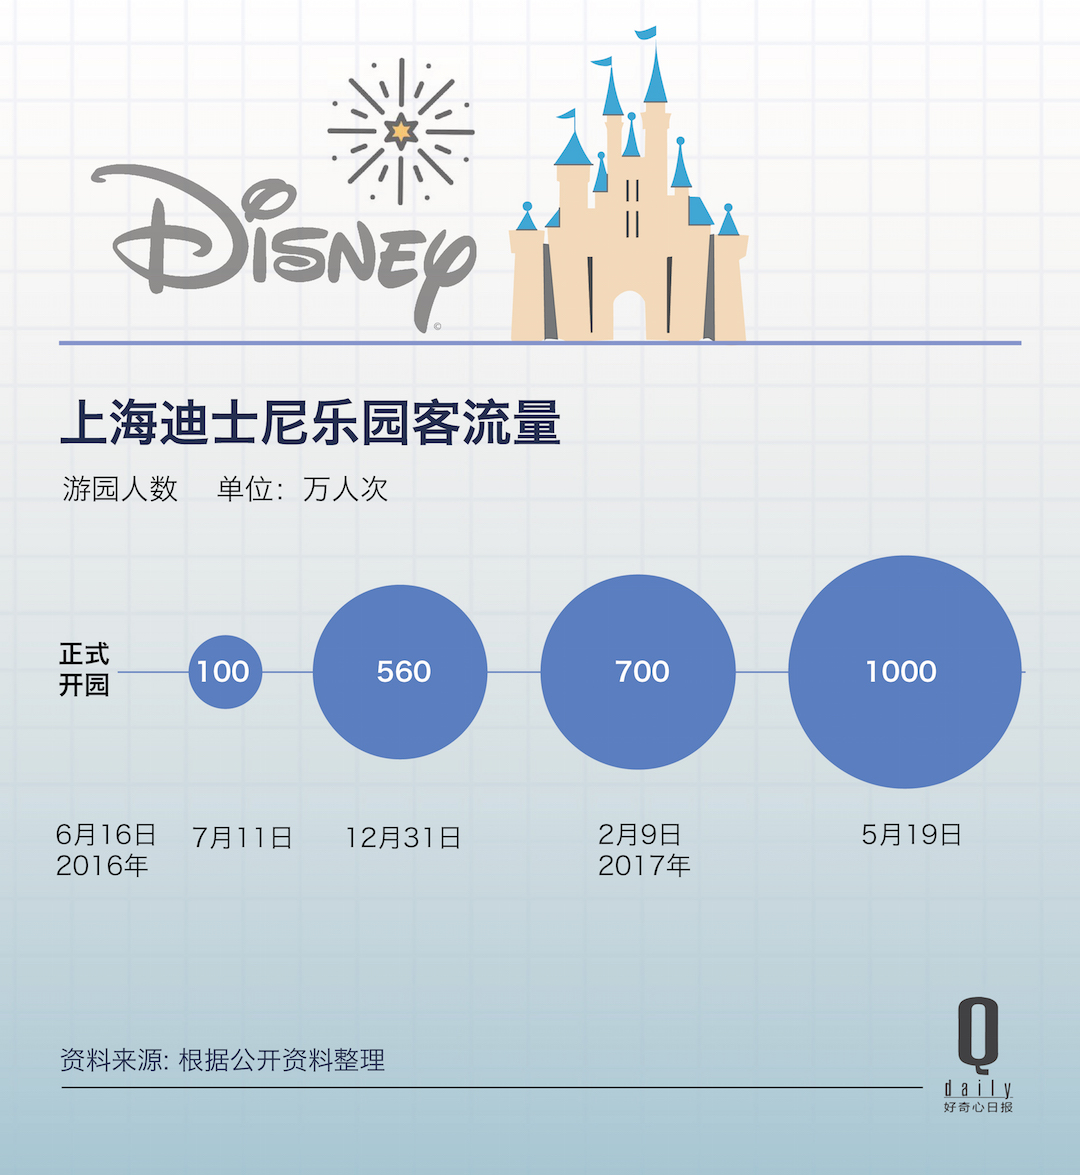 DISNEY
©
上海迪士尼乐园客流量
游园人数 单位：万人次
正式
开园
100
560
700
1000
6月16日
2016年
7月11日
12月31日
2月9日
2017年
5月19日
资料来源: 根据公开资料整理
Q
daily
好奇心日报